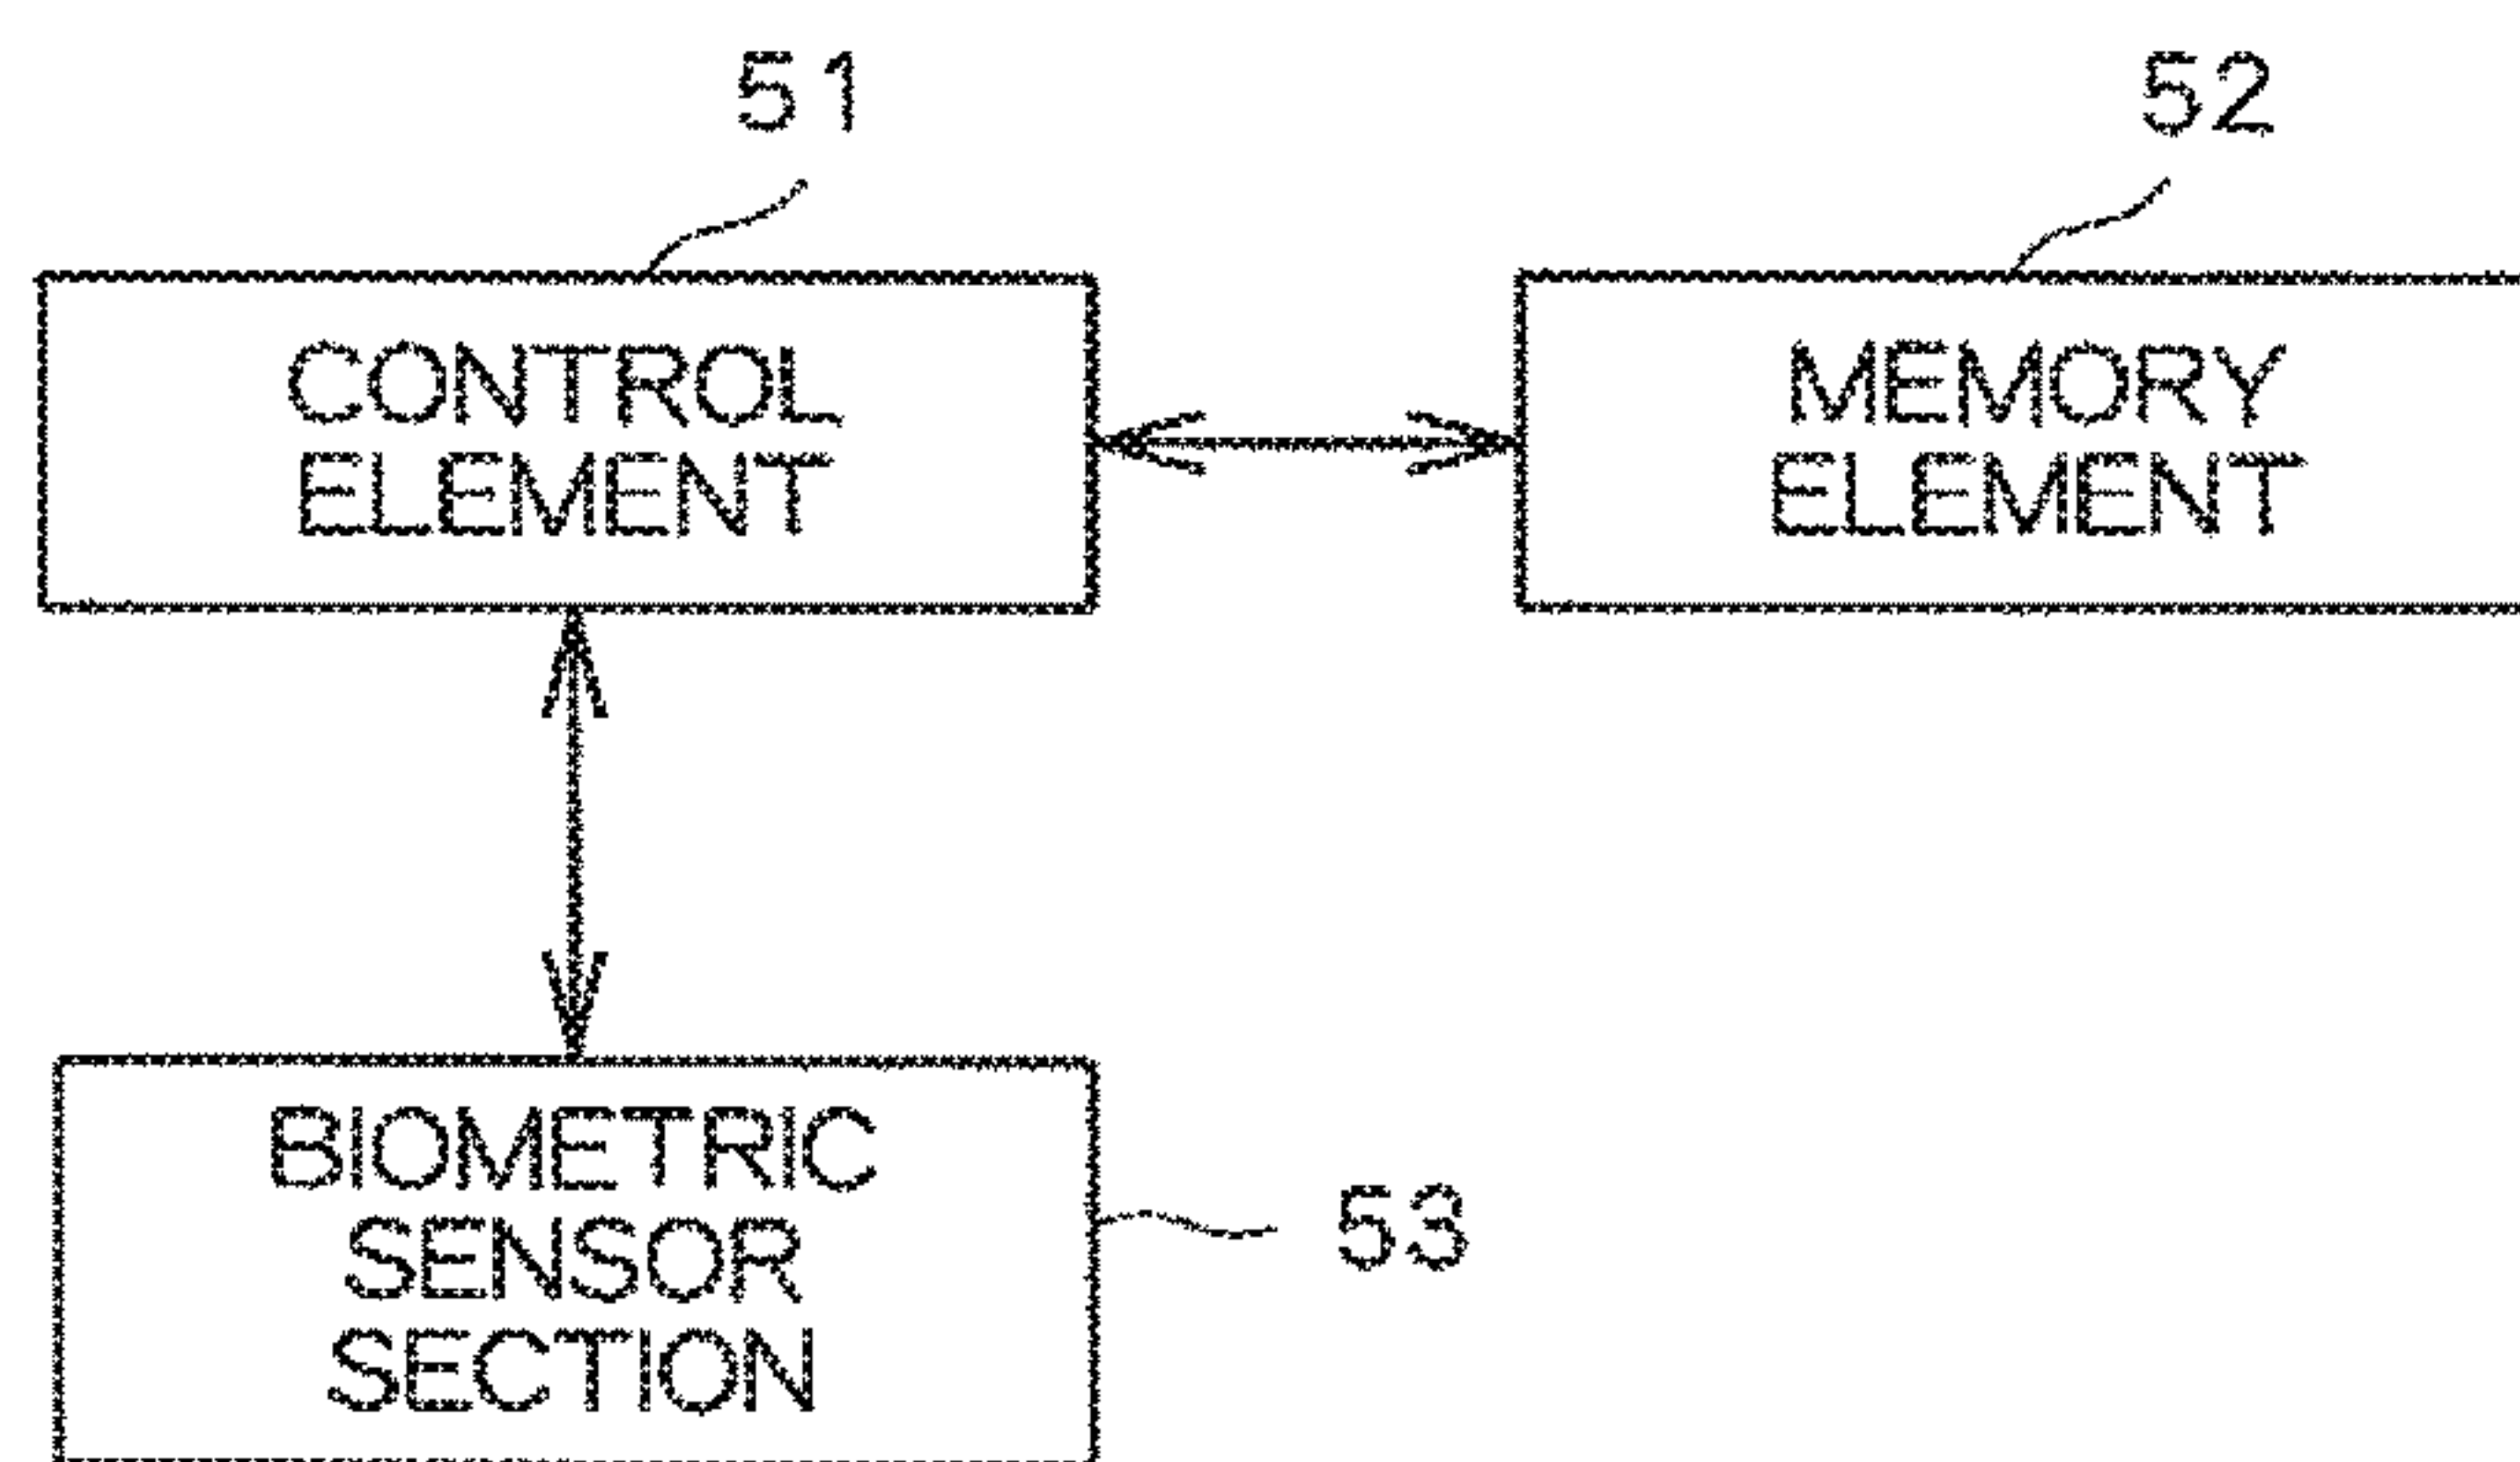 51
52
CONTROL
ELEMENT
MEMORY
ELEMENT
BIOMETRIC
SENSOR
SECTION
53